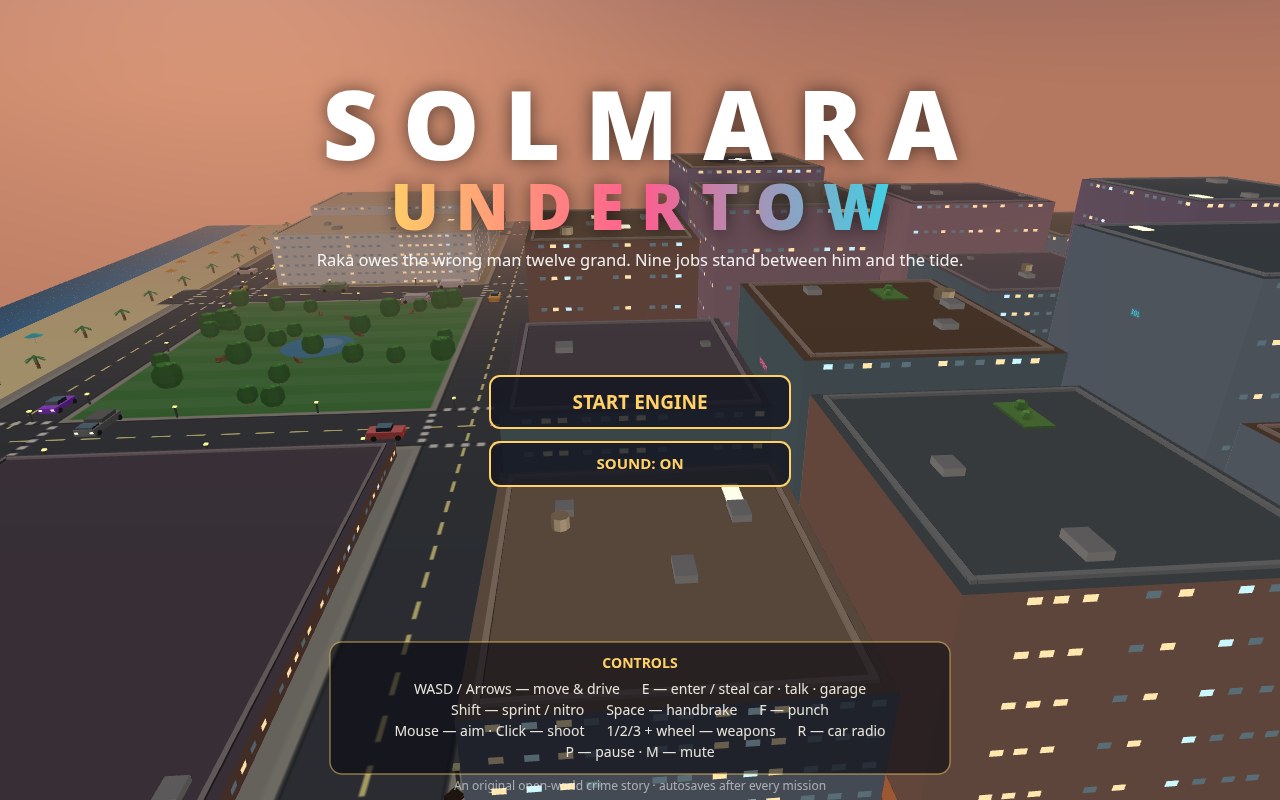 SOLMARA
UNDERTOW
Raka owes the wrong man twelve grand. Nine jobs stand between him and the tide.
START ENGINE
SOUND: ON
CONTROLS
WASD / Arrows — move & drive E — enter / steal car · talk · garage
Shift — sprint / nitro Space — handbrake F — punch
Mouse — aim · Click — shoot 1/2/3 + wheel — weapons R — car radio
P — pause · M — mute
An original open-world crime story · autosaves after every mission